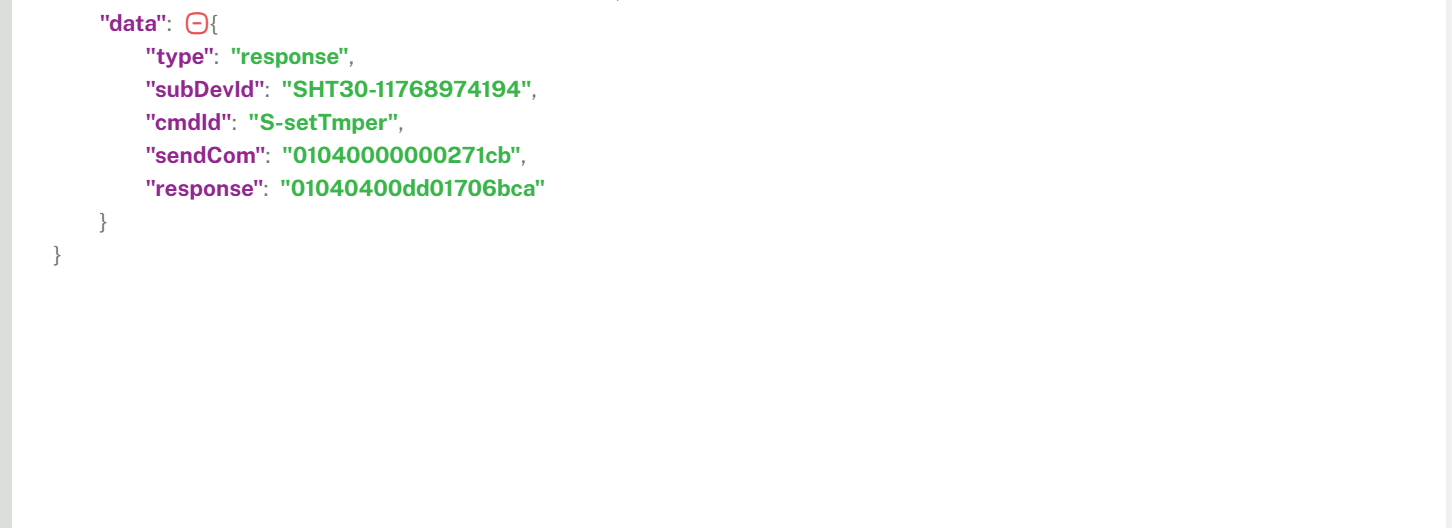 "data": {
"type": "response",
"subDevId": "SHT30-11768974194",
"cmdId": "S-setTmper",
"sendCom": "01040000000271cb",
"response": "01040400dd01706bca"
}
}